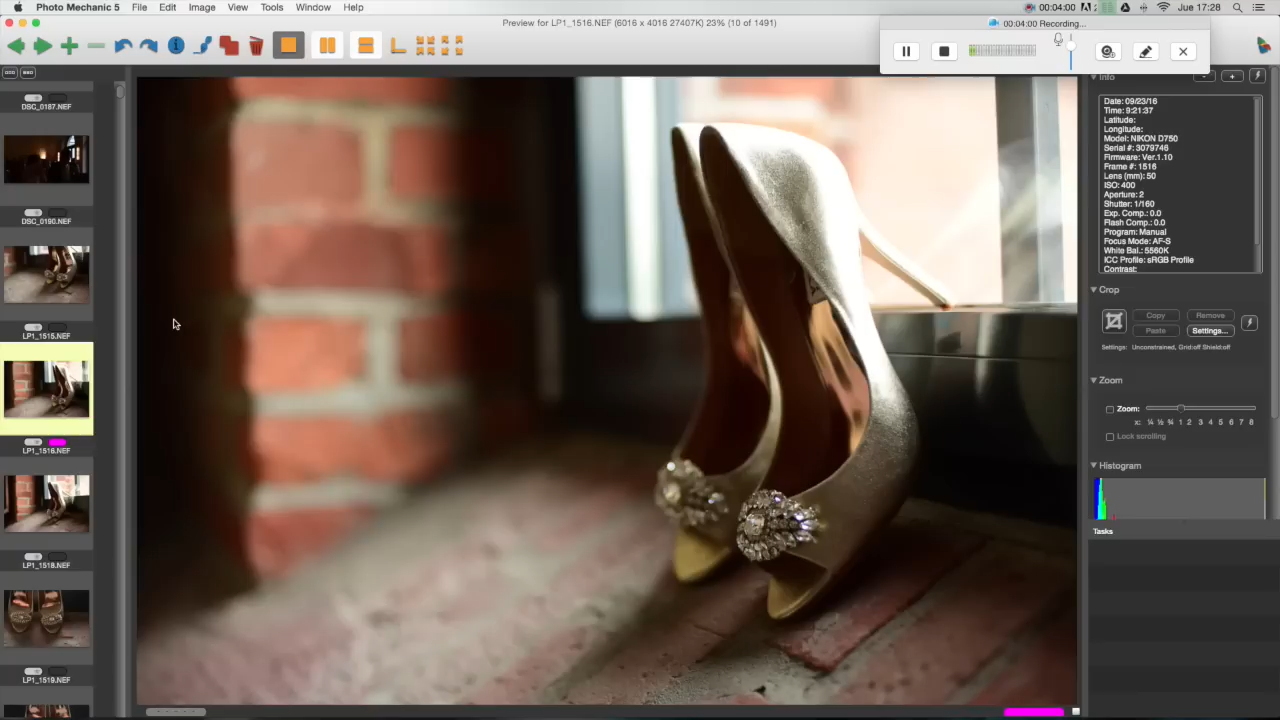 Photo Mechanic 5 File Edit Image View Tools Window Help
00:04:00
Jue 17:28
Preview for LP1_1516.NEF (6016 x 4016 27407K) 23% (10 of 1491)
00:04:00 Recording...
DSC_0187.NEF
DSC_0190.NEF
LP1_1515.NEF
LP1_1516.NEF
LP1_1518.NEF
LP1_1519.NEF
Info
Date: 09/23/16
Time: 9:21:37
Latitude:
Longitude:
Model: NIKON D750
Serial #: 3079746
Firmware: Ver.1.10
Frame #: 1516
Lens (mm): 50
ISO: 400
Aperture: 2
Shutter: 1/160
Exp. Comp.: 0.0
Flash Comp.: 0.0
Program: Manual
Focus Mode: AF-S
White Bal.: 5560K
ICC Profile: sRGB Profile
Contrast:
Crop
Copy Remove
Paste Settings...
Settings: Unconstrained, Grid:off Shield:off
Zoom
Zoom:
x: ¼ ½ ¾ 1 2 3 4 5 6 7 8
Lock scrolling
Histogram
Tasks